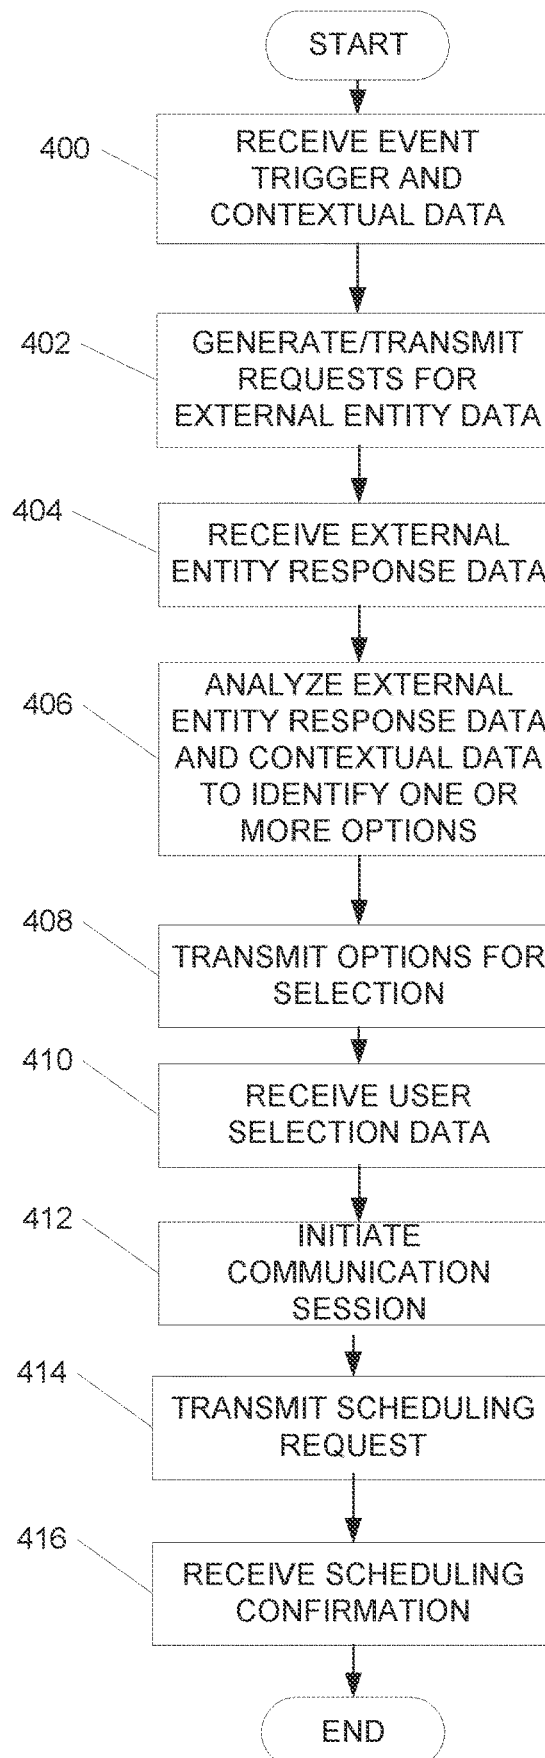 START
400
RECEIVE EVENT
TRIGGER AND
CONTEXTUAL DATA
402
GENERATE/TRANSMIT
REQUESTS FOR
EXTERNAL ENTITY DATA
404
RECEIVE EXTERNAL
ENTITY RESPONSE DATA
406
ANALYZE EXTERNAL
ENTITY RESPONSE DATA
AND CONTEXTUAL DATA
TO IDENTIFY ONE OR
MORE OPTIONS
408
TRANSMIT OPTIONS FOR
SELECTION
410
RECEIVE USER
SELECTION DATA
412
INITIATE
COMMUNICATION
SESSION
414
TRANSMIT SCHEDULING
REQUEST
416
RECEIVE SCHEDULING
CONFIRMATION
END